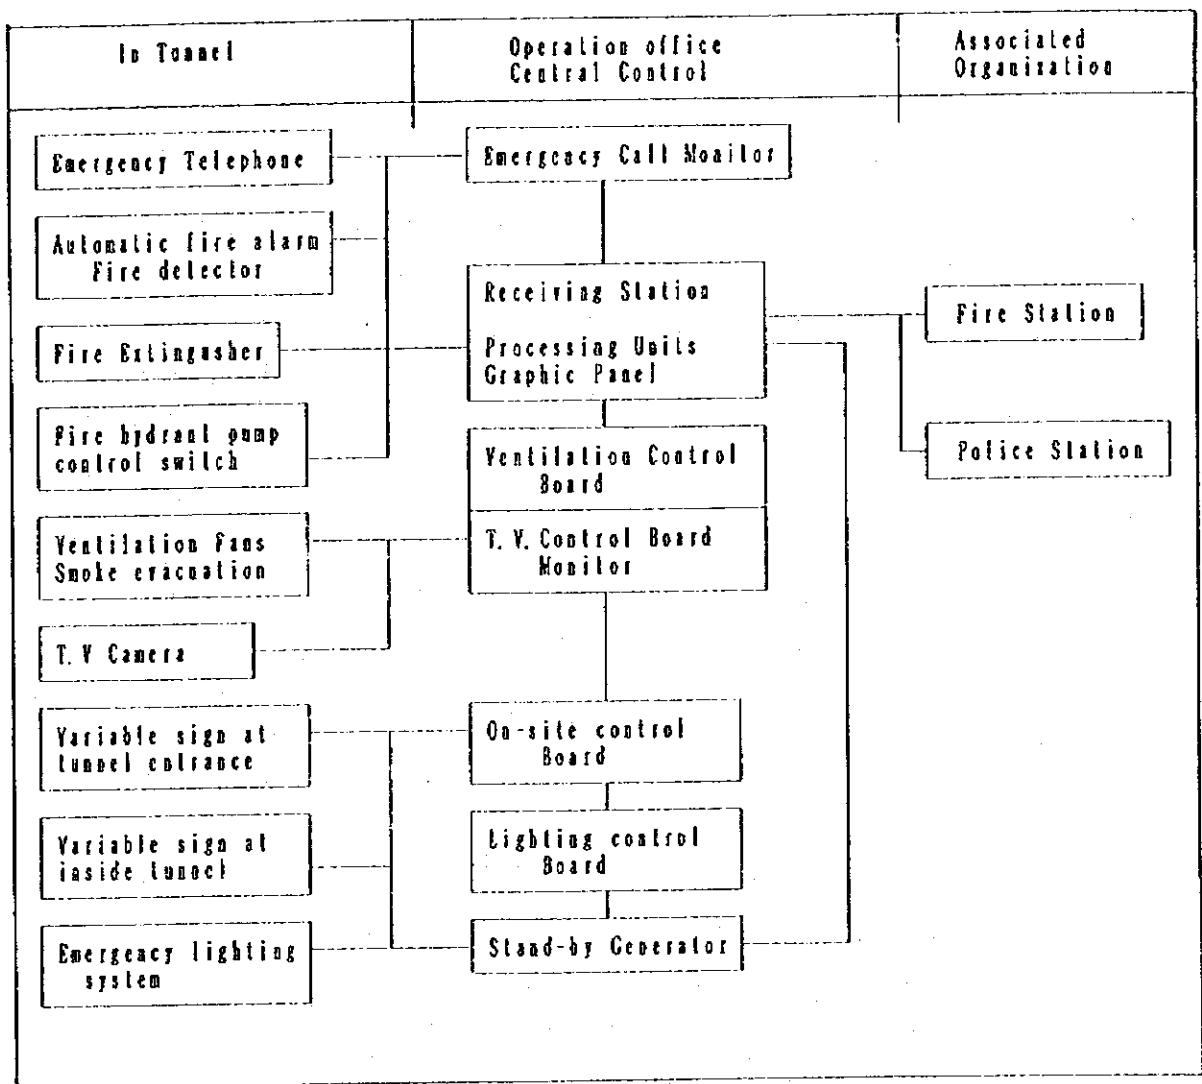 In Tunnel
Operation office
Central Control
Associated
Organization
Emergency Telephone
Emergency Call Monitor
Automatic fire alarm
Fire detector
Receiving Station
Processing Units
Graphic Panel
Fire Station
Fire Extingusher
Fire hydrant pump
control switch
Ventilation Control
Board
Police Station
Ventilation Fans
Smoke evacuation
T. V. Control Board
Monitor
T. V Camera
Variable sign at
tunnel entrance
On-site control
Board
Variable sign at
inside tunnel
Lighting control
Board
Emergeacy lighting
system
Stand-by Generator